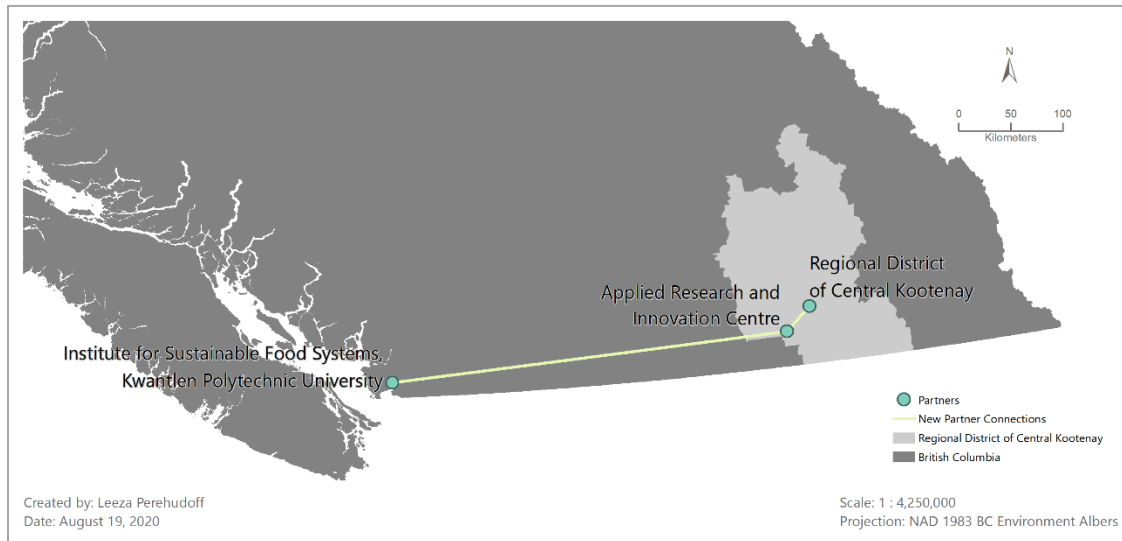 N
0 50 100
Kilometers
Regional District
of Central Kootenay
Applied Research and
Innovation Centre
Institute for Sustainable Food Systems,
Kwantlen Polytechnic University
Partners
New Partner Connections
Regional District of Central Kootenay
British Columbia
Created by: Leeza Perehudoff
Date: August 19, 2020
Scale: 1 : 4,250,000
Projection: NAD 1983 BC Environment Albers